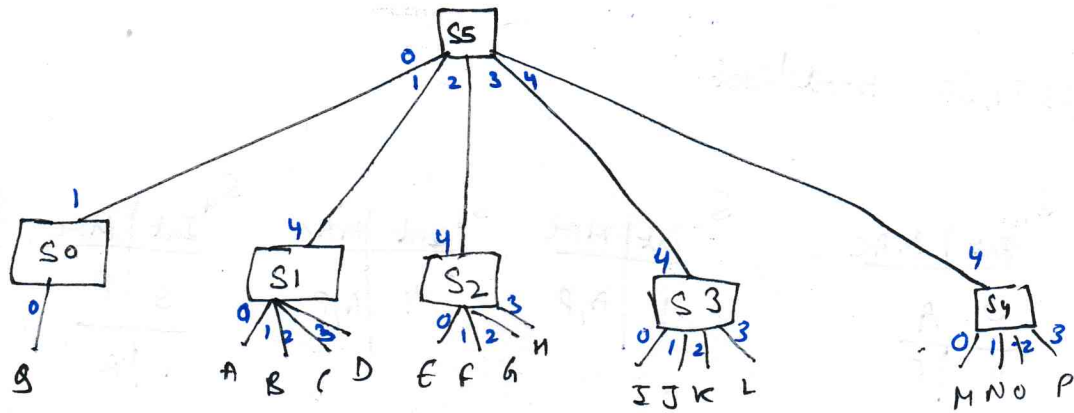 S5
0 1 2 3 4
1 4 4 4 4
S0 S1 S2 S3 S4
0 0 1 2 3 0 1 2 3 0 1 2 3 0 1 2 3
Q A B C D E F G H I J K L M N O P